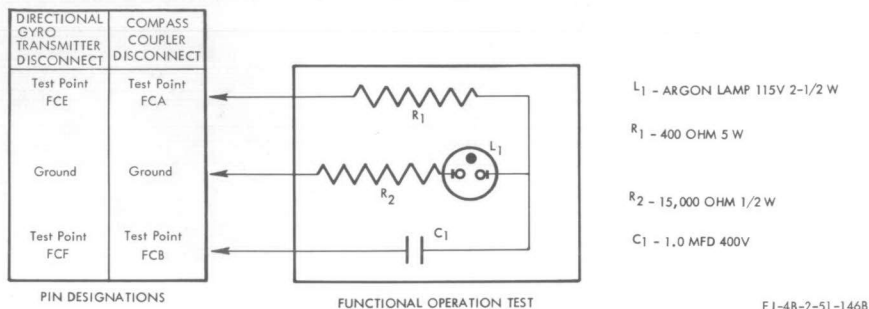 DIRECTIONAL GYRO TRANSMITTER DISCONNECT
COMPASS COUPLER DISCONNECT
Test Point FCE
Test Point FCA
Ground
Ground
Test Point FCF
Test Point FCB
PIN DESIGNATIONS
R1
L1
R2
C1
FUNCTIONAL OPERATION TEST
L1 - ARGON LAMP 115V 2-1/2 W
R1 - 400 OHM 5 W
R2 - 15,000 OHM 1/2 W
C1 - 1.0 MFD 400V
FJ-4B-2-51-146B